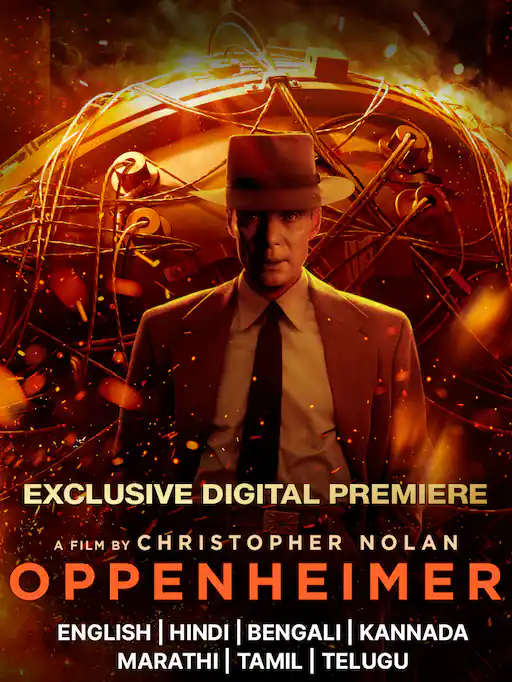 EXCLUSIVE DIGITAL PREMIERE
A FILM BY CHRISTOPHER NOLAN
OPPENHEIMER
ENGLISH | HINDI | BENGALI | KANNADA
MARATHI | TAMIL | TELUGU